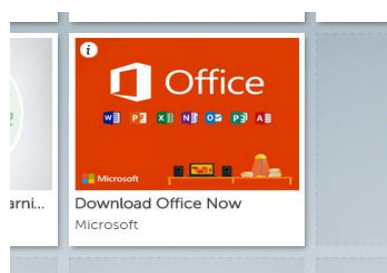 i
Office
W P X N O P A
Microsoft
arni...
Download Office Now
Microsoft